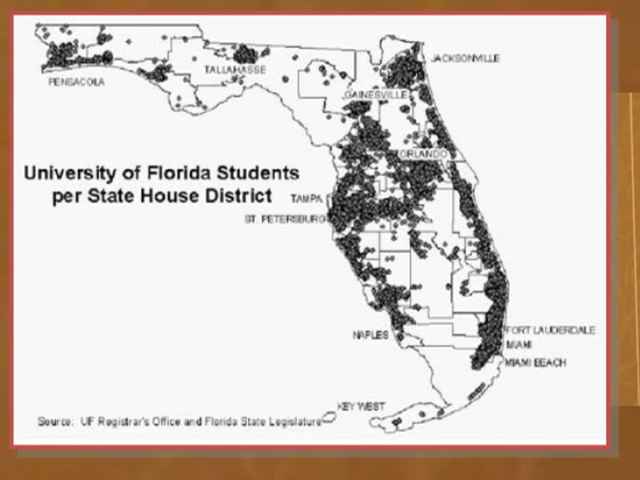 JACKSONVILLE
TALLAHASSE
PENSACOLA
GAINESVILLE
ORLANDO
University of Florida Students
per State House District
TAMPA
ST. PETERSBURG
FORT LAUDERDALE
NAPLES
MIAMI
MIAMI BEACH
KEY WEST
Source: UF Registrar's Office and Florida State Legislature